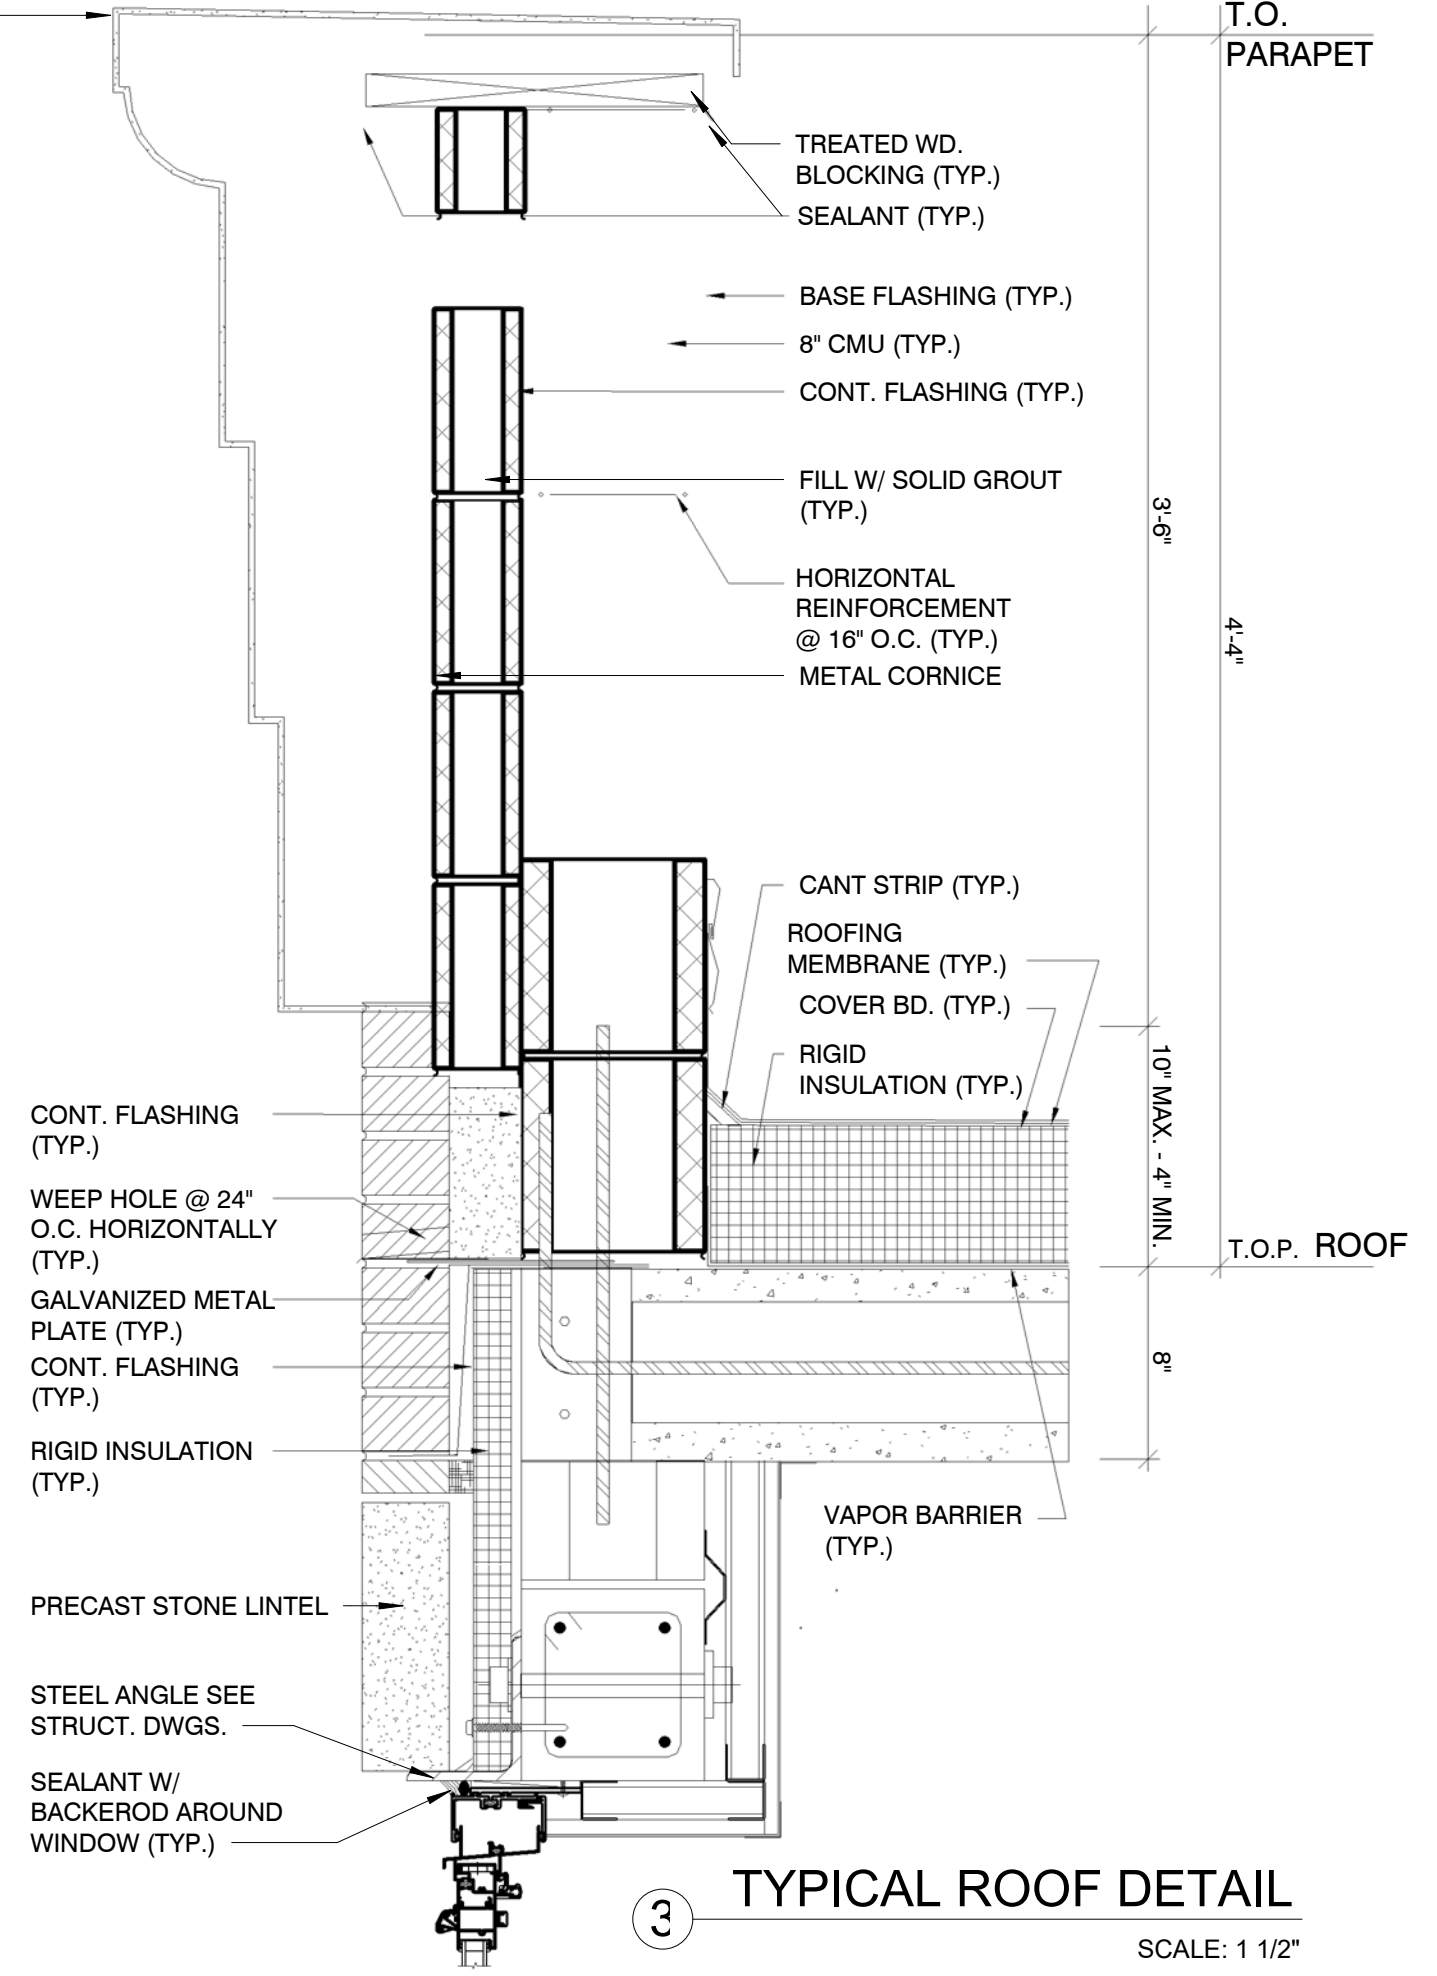 T.O.
PARAPET
TREATED WD.
BLOCKING (TYP.)
SEALANT (TYP.)
BASE FLASHING (TYP.)
8" CMU (TYP.)
CONT. FLASHING (TYP.)
FILL W/ SOLID GROUT
(TYP.)
HORIZONTAL
REINFORCEMENT
@ 16" O.C. (TYP.)
METAL CORNICE
3'-6"
4'-4"
CANT STRIP (TYP.)
ROOFING
MEMBRANE (TYP.)
COVER BD. (TYP.)
RIGID
INSULATION (TYP.)
10" MAX. - 4" MIN.
T.O.P. ROOF
8"
VAPOR BARRIER
(TYP.)
CONT. FLASHING
(TYP.)
WEEP HOLE @ 24"
O.C. HORIZONTALLY
(TYP.)
GALVANIZED METAL
PLATE (TYP.)
CONT. FLASHING
(TYP.)
RIGID INSULATION
(TYP.)
PRECAST STONE LINTEL
STEEL ANGLE SEE
STRUCT. DWGS.
SEALANT W/
BACKEROD AROUND
WINDOW (TYP.)
3
TYPICAL ROOF DETAIL
SCALE: 1 1/2"